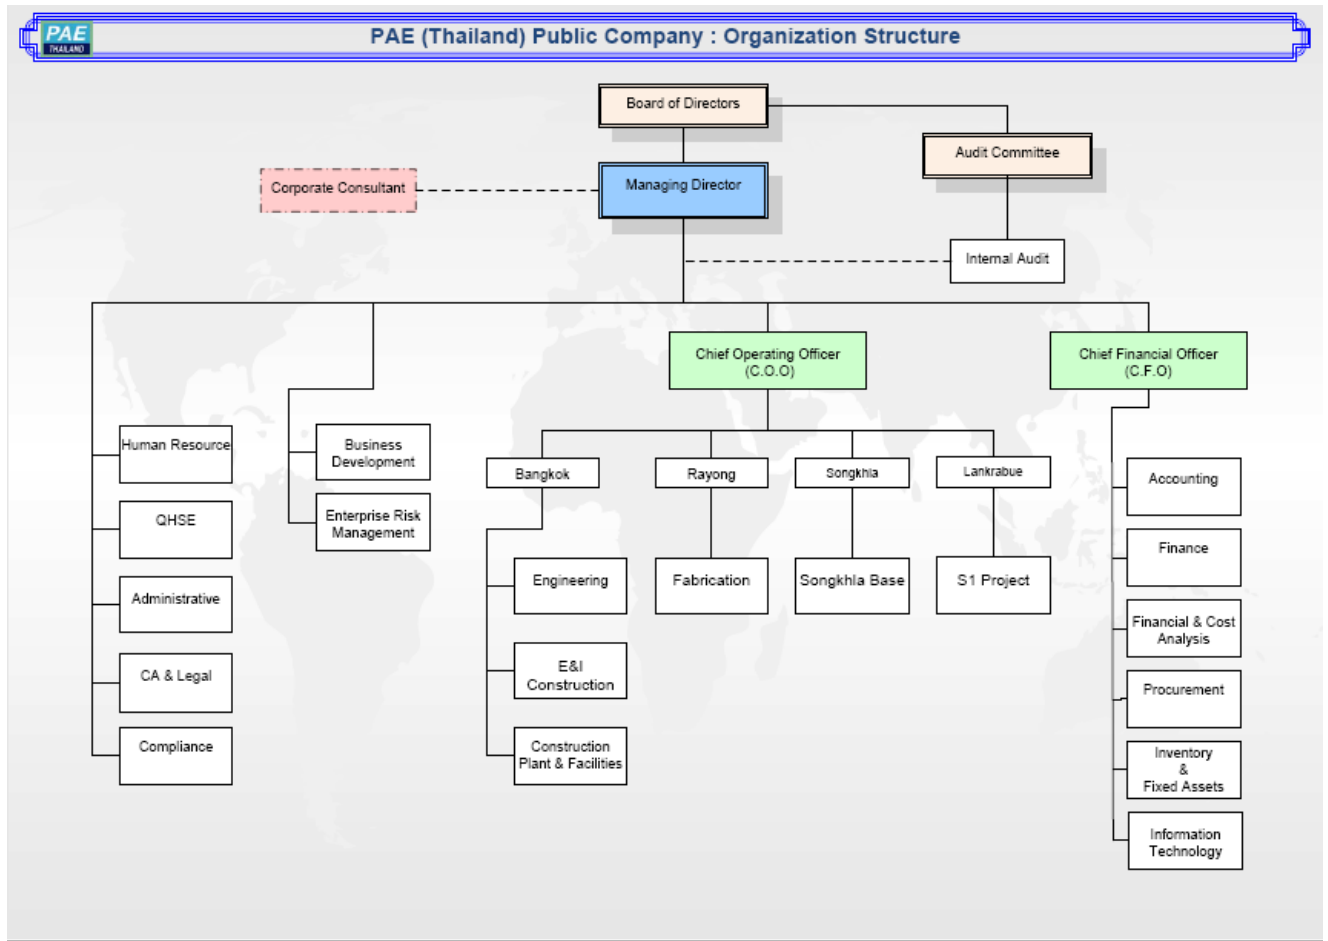 PAE
THAILAND
PAE (Thailand) Public Company : Organization Structure
Board of Directors
Audit Committee
Corporate Consultant
Managing Director
Internal Audit
Chief Operating Officer
(C.O.O)
Chief Financial Officer
(C.F.O)
Human Resource
QHSE
Administrative
CA & Legal
Compliance
Business
Development
Enterprise Risk
Management
Bangkok
Rayong
Songkhla
Lankrabue
Engineering
E&I
Construction
Construction
Plant & Facilities
Fabrication
Songkhla Base
S1 Project
Accounting
Finance
Financial & Cost
Analysis
Procurement
Inventory
&
Fixed Assets
Information
Technology